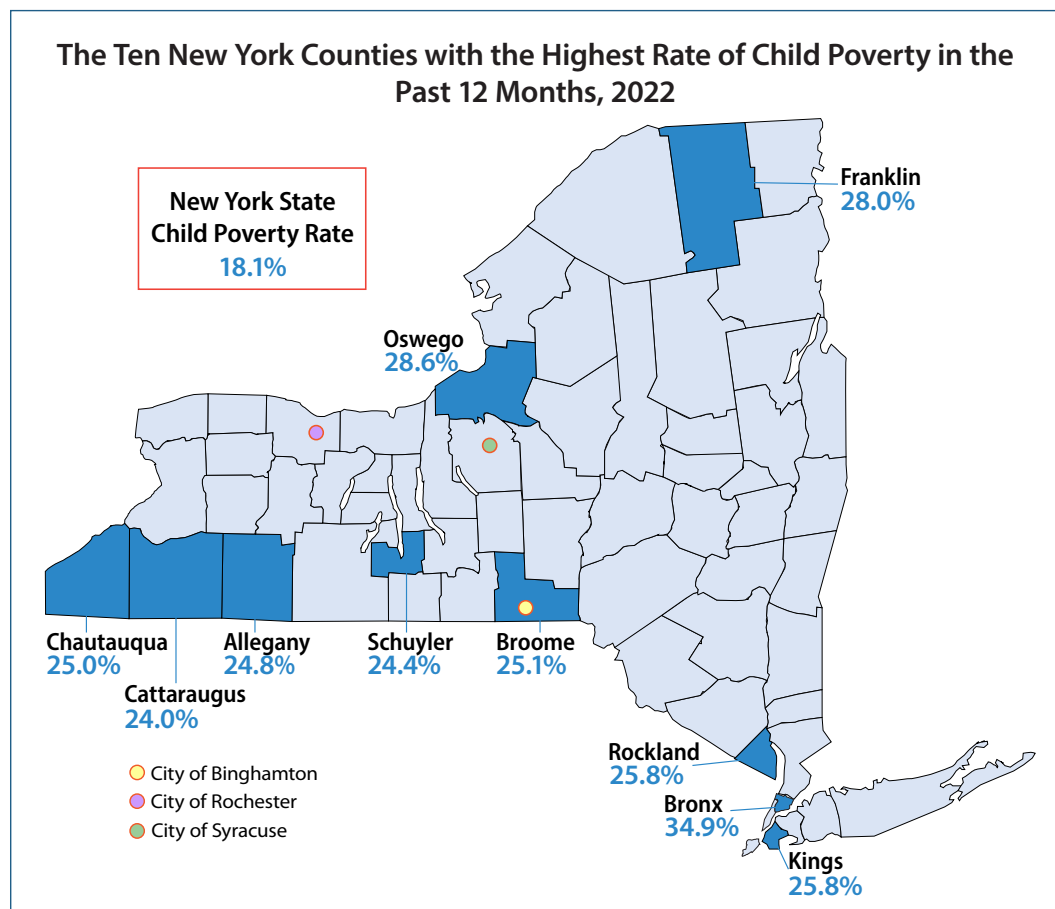 The Ten New York Counties with the Highest Rate of Child Poverty in the
Past 12 Months, 2022
New York State
Child Poverty Rate
18.1%
Franklin
28.0%
Oswego
28.6%
Chautauqua
25.0%
Cattaraugus
24.0%
Allegany
24.8%
Schuyler
24.4%
Broome
25.1%
Rockland
25.8%
Bronx
34.9%
Kings
25.8%
City of Binghamton
City of Rochester
City of Syracuse